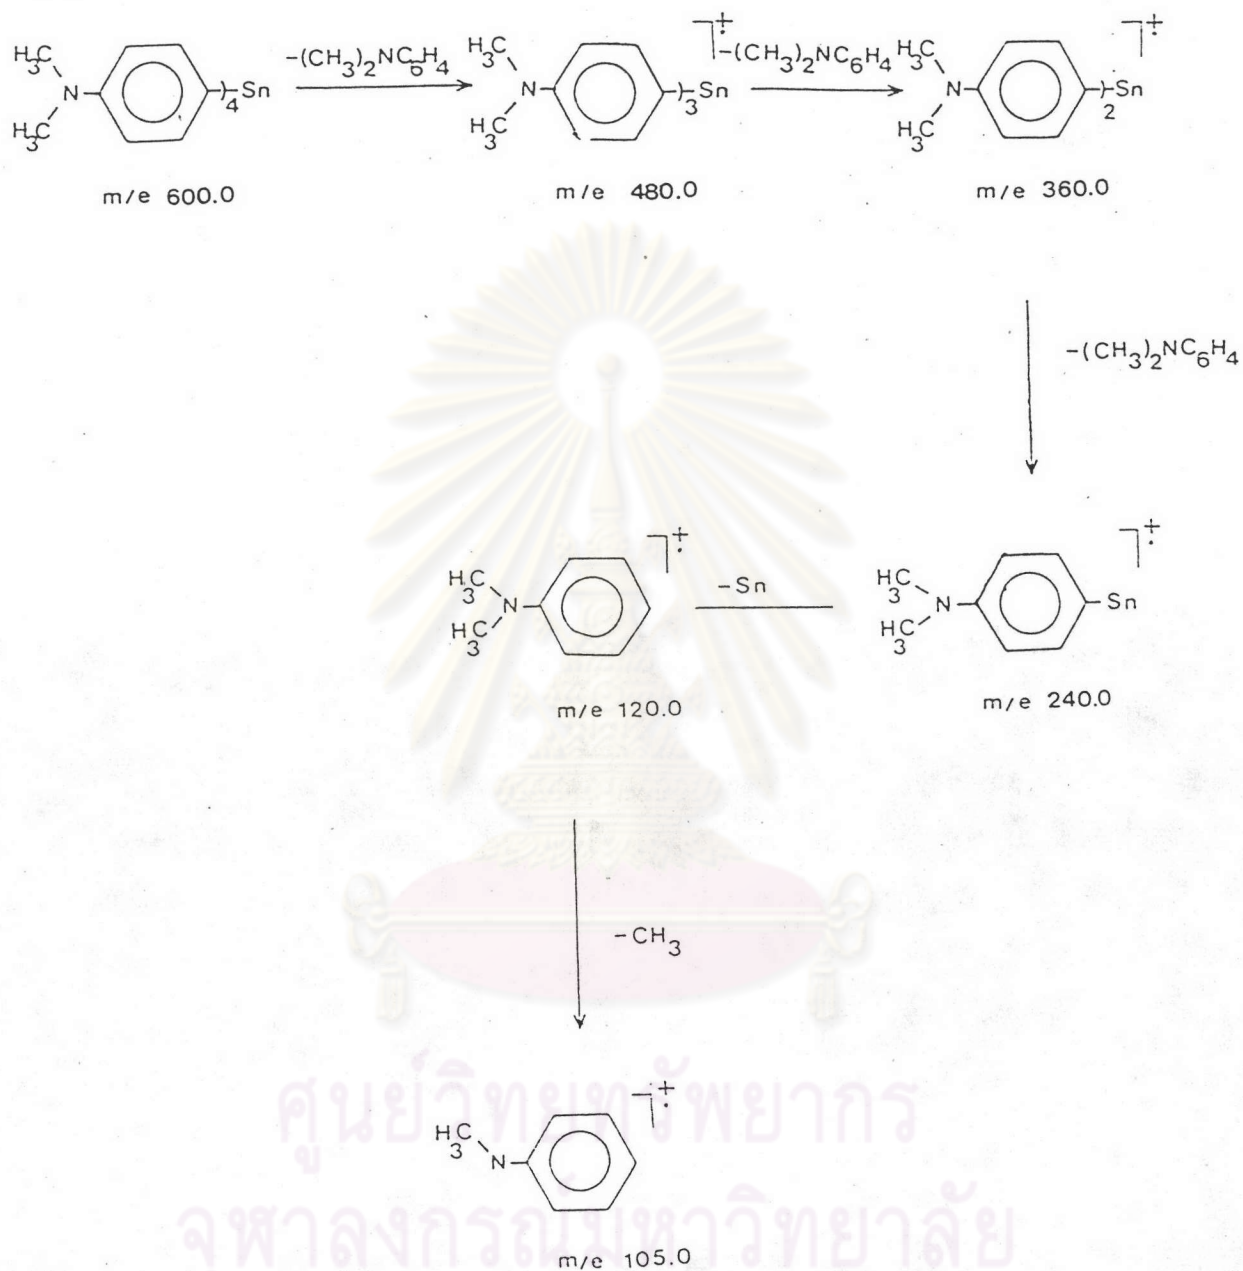 H3C
N
H3C
)4Sn
-(CH3)2NC6H4
H3C
N
H3C
)3Sn
-(CH3)2NC6H4
H3C
N
H3C
)2Sn
m/e 600.0
m/e 480.0
m/e 360.0
-(CH3)2NC6H4
H3C
N
H3C
-Sn
H3C
N
H3C
Sn
m/e 120.0
m/e 240.0
-CH3
H3C
N
m/e 105.0
ศูนย์วิทยทรัพยากร
จุฬาลงกรณ์มหาวิทยาลัย